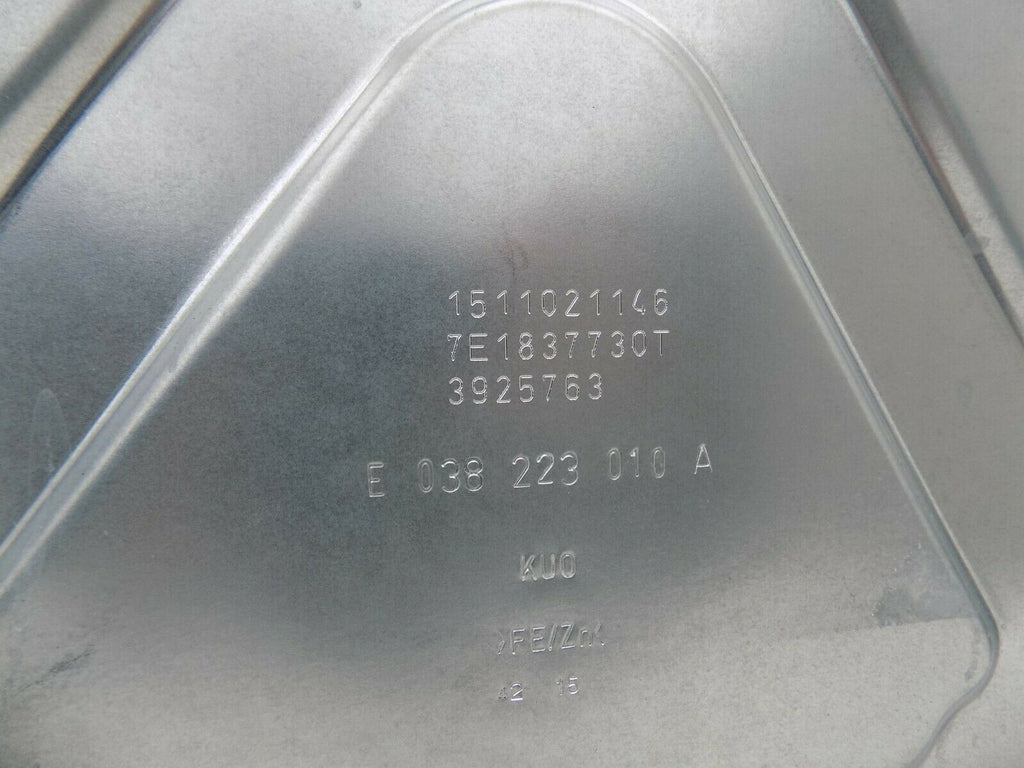 1511021146
7E1837730T
3925763
E 038 223 010 A
KUO
>FE/Zn<
42 15